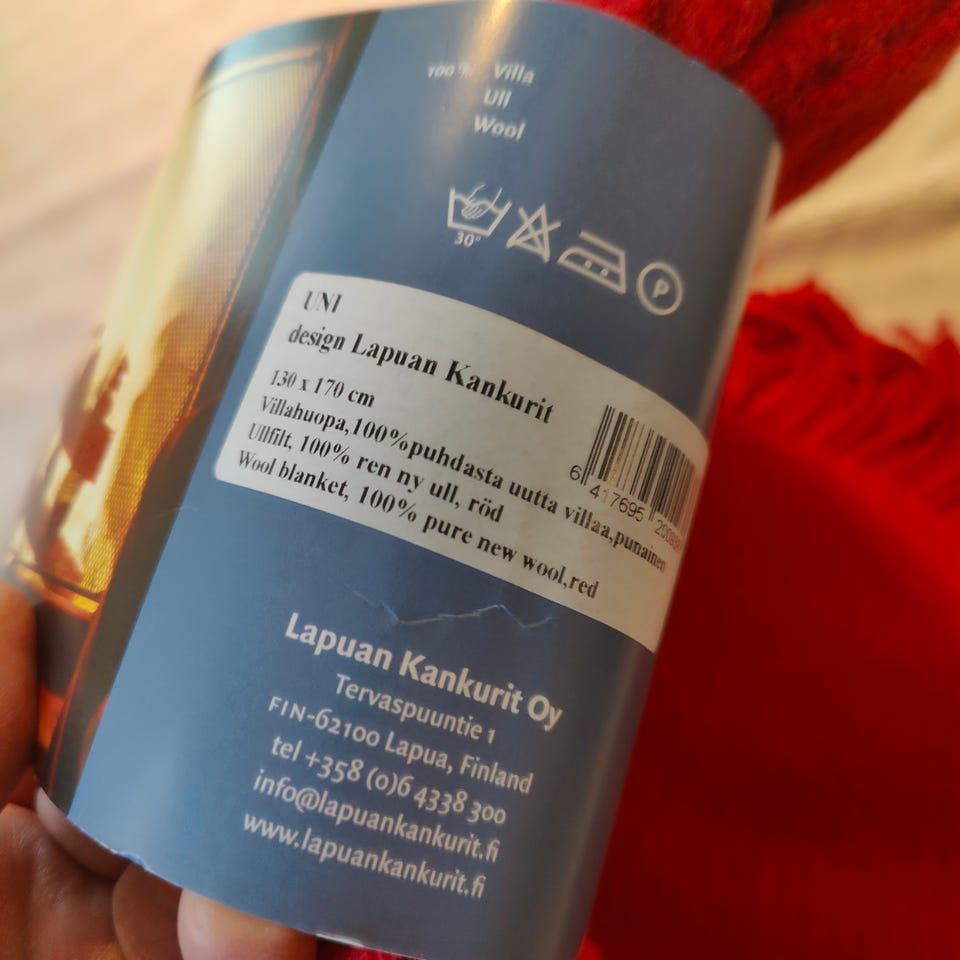 100 % Villa
Ull
Wool
30°
P
UNI
design Lapuan Kankurit
130 x 170 cm
Villahuopa,100%puhdasta uutta villaa,punainen
Ullfilt, 100% ren ny ull, röd
Wool blanket, 100% pure new wool,red
6 417695
Lapuan Kankurit Oy
Tervaspuuntie 1
FIN-62100 Lapua, Finland
tel +358 (0)6 4338 300
info@lapuankankurit.fi
www.lapuankankurit.fi